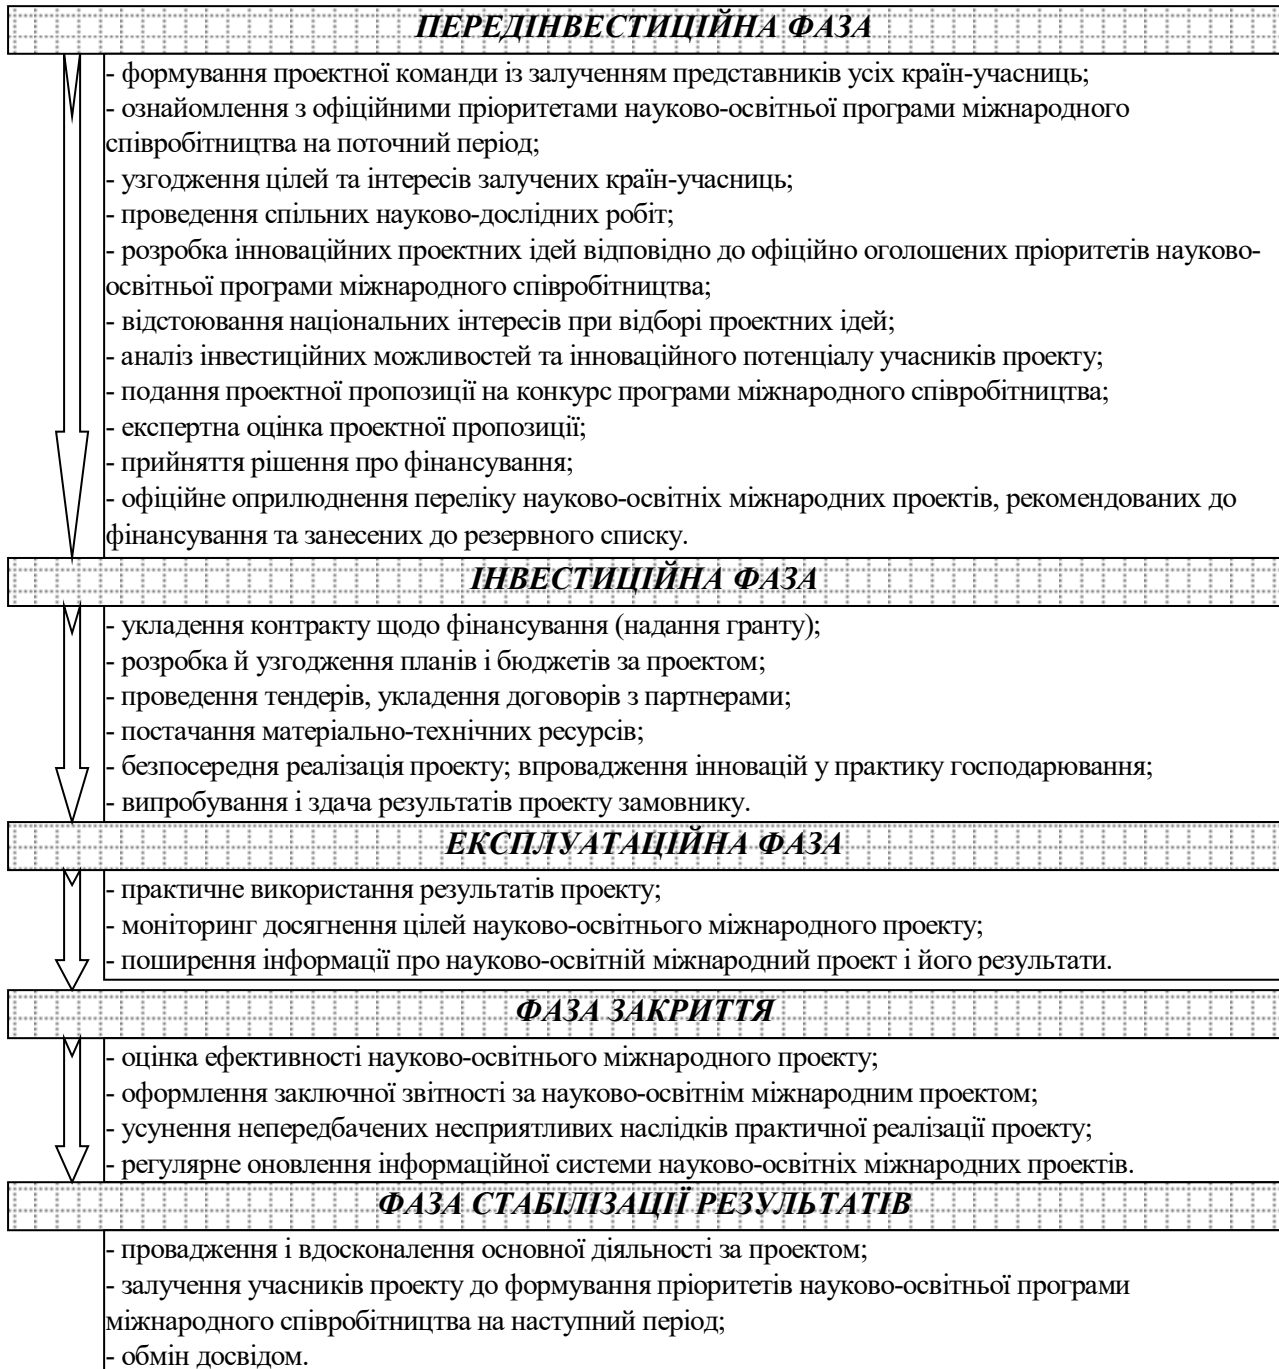 ПЕРЕДІНВЕСТИЦІЙНА ФАЗА
- формування проектної команди із залученням представників усіх країн-учасниць;
- ознайомлення з офіційними пріоритетами науково-освітньої програми міжнародного
співробітництва на поточний період;
- узгодження цілей та інтересів залучених країн-учасниць;
- проведення спільних науково-дослідних робіт;
- розробка інноваційних проектних ідей відповідно до офіційно оголошених пріоритетів науково-
освітньої програми міжнародного співробітництва;
- відстоювання національних інтересів при відборі проектних ідей;
- аналіз інвестиційних можливостей та інноваційного потенціалу учасників проекту;
- подання проектної пропозиції на конкурс програми міжнародного співробітництва;
- експертна оцінка проектної пропозиції;
- прийняття рішення про фінансування;
- офіційне оприлюднення переліку науково-освітніх міжнародних проектів, рекомендованих до
фінансування та занесених до резервного списку.
ІНВЕСТИЦІЙНА ФАЗА
- укладення контракту щодо фінансування (надання гранту);
- розробка й узгодження планів і бюджетів за проектом;
- проведення тендерів, укладення договорів з партнерами;
- постачання матеріально-технічних ресурсів;
- безпосередня реалізація проекту; впровадження інновацій у практику господарювання;
- випробування і здача результатів проекту замовнику.
ЕКСПЛУАТАЦІЙНА ФАЗА
- практичне використання результатів проекту;
- моніторинг досягнення цілей науково-освітнього міжнародного проекту;
- поширення інформації про науково-освітній міжнародний проект і його результати.
ФАЗА ЗАКРИТТЯ
- оцінка ефективності науково-освітнього міжнародного проекту;
- оформлення заключної звітності за науково-освітнім міжнародним проектом;
- усунення непередбачених несприятливих наслідків практичної реалізації проекту;
- регулярне оновлення інформаційної системи науково-освітніх міжнародних проектів.
ФАЗА СТАБІЛІЗАЦІЇ РЕЗУЛЬТАТІВ
- провадження і вдосконалення основної діяльності за проектом;
- залучення учасників проекту до формування пріоритетів науково-освітньої програми
міжнародного співробітництва на наступний період;
- обмін досвідом.